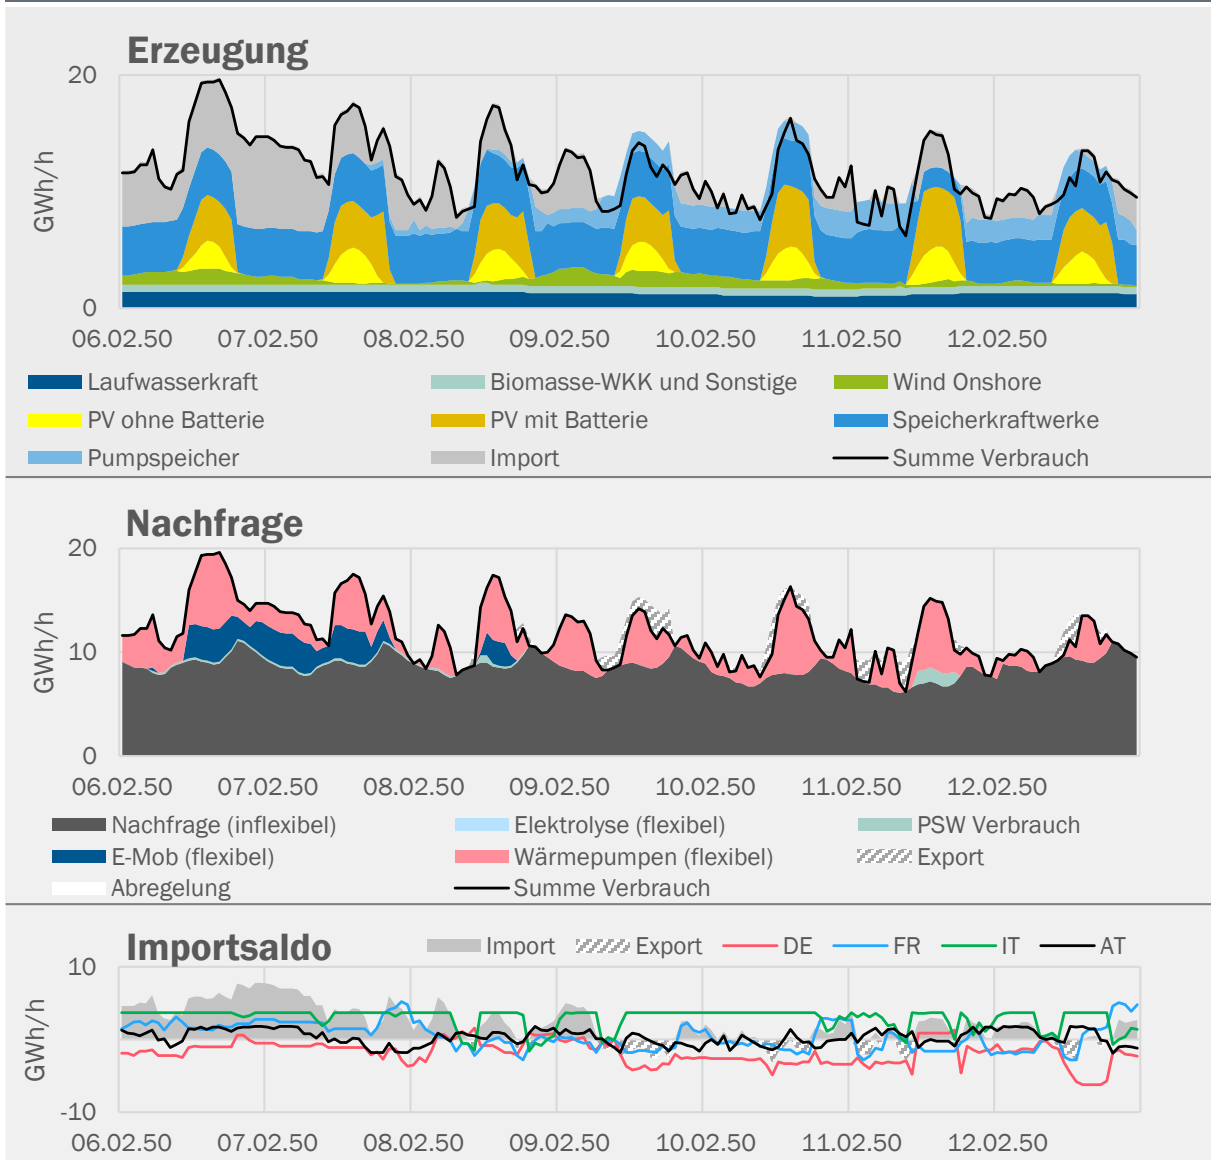 Erzeugung
20
GWh/h
0
06.02.50 07.02.50 08.02.50 09.02.50 10.02.50 11.02.50 12.02.50
Laufwasserkraft Biomasse-WKK und Sonstige Wind Onshore
PV ohne Batterie PV mit Batterie Speicherkraftwerke
Pumpspeicher Import Summe Verbrauch
Nachfrage
20
10
GWh/h
0
06.02.50 07.02.50 08.02.50 09.02.50 10.02.50 11.02.50 12.02.50
Nachfrage (inflexibel) Elektrolyse (flexibel) PSW Verbrauch
E-Mob (flexibel) Wärmepumpen (flexibel) Export
Abregelung Summe Verbrauch
Importsaldo Import Export DE FR IT AT
10
GWh/h
-10
06.02.50 07.02.50 08.02.50 09.02.50 10.02.50 11.02.50 12.02.50